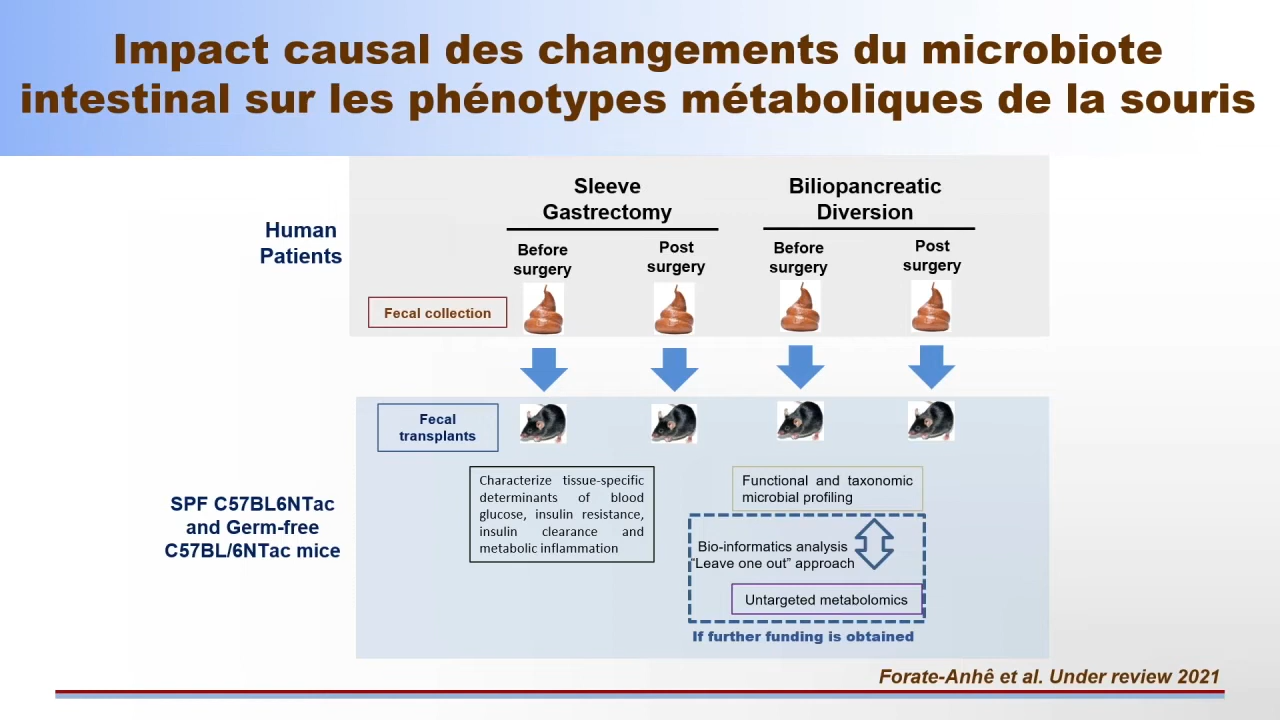 Impact causal des changements du microbiote
intestinal sur les phénotypes métaboliques de la souris
Sleeve
Gastrectomy
Biliopancreatic
Diversion
Human
Patients
Before
surgery
Post
surgery
Before
surgery
Post
surgery
Fecal collection
Fecal
transplants
SPF C57BL6NTac
and Germ-free
C57BL/6NTac mice
Characterize tissue-specific
determinants of blood
glucose, insulin resistance,
insulin clearance and
metabolic inflammation
Functional and taxonomic
microbial profiling
Bio-informatics analysis
“Leave one out” approach
Untargeted metabolomics
If further funding is obtained
Forate-Anhê et al. Under review 2021